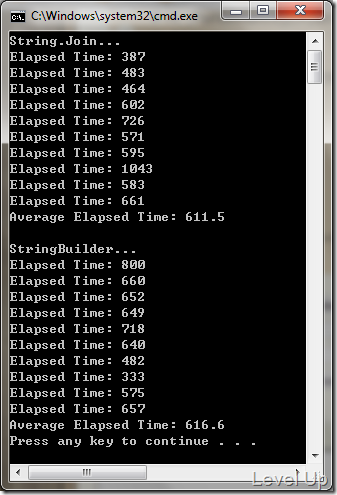 C:\Windows\system32\cmd.exe
String.Join...
Elapsed Time: 387
Elapsed Time: 483
Elapsed Time: 464
Elapsed Time: 602
Elapsed Time: 726
Elapsed Time: 571
Elapsed Time: 595
Elapsed Time: 1043
Elapsed Time: 583
Elapsed Time: 661
Average Elapsed Time: 611.5
StringBuilder...
Elapsed Time: 800
Elapsed Time: 660
Elapsed Time: 652
Elapsed Time: 649
Elapsed Time: 718
Elapsed Time: 640
Elapsed Time: 482
Elapsed Time: 333
Elapsed Time: 575
Elapsed Time: 657
Average Elapsed Time: 616.6
Press any key to continue . . .
Level Up